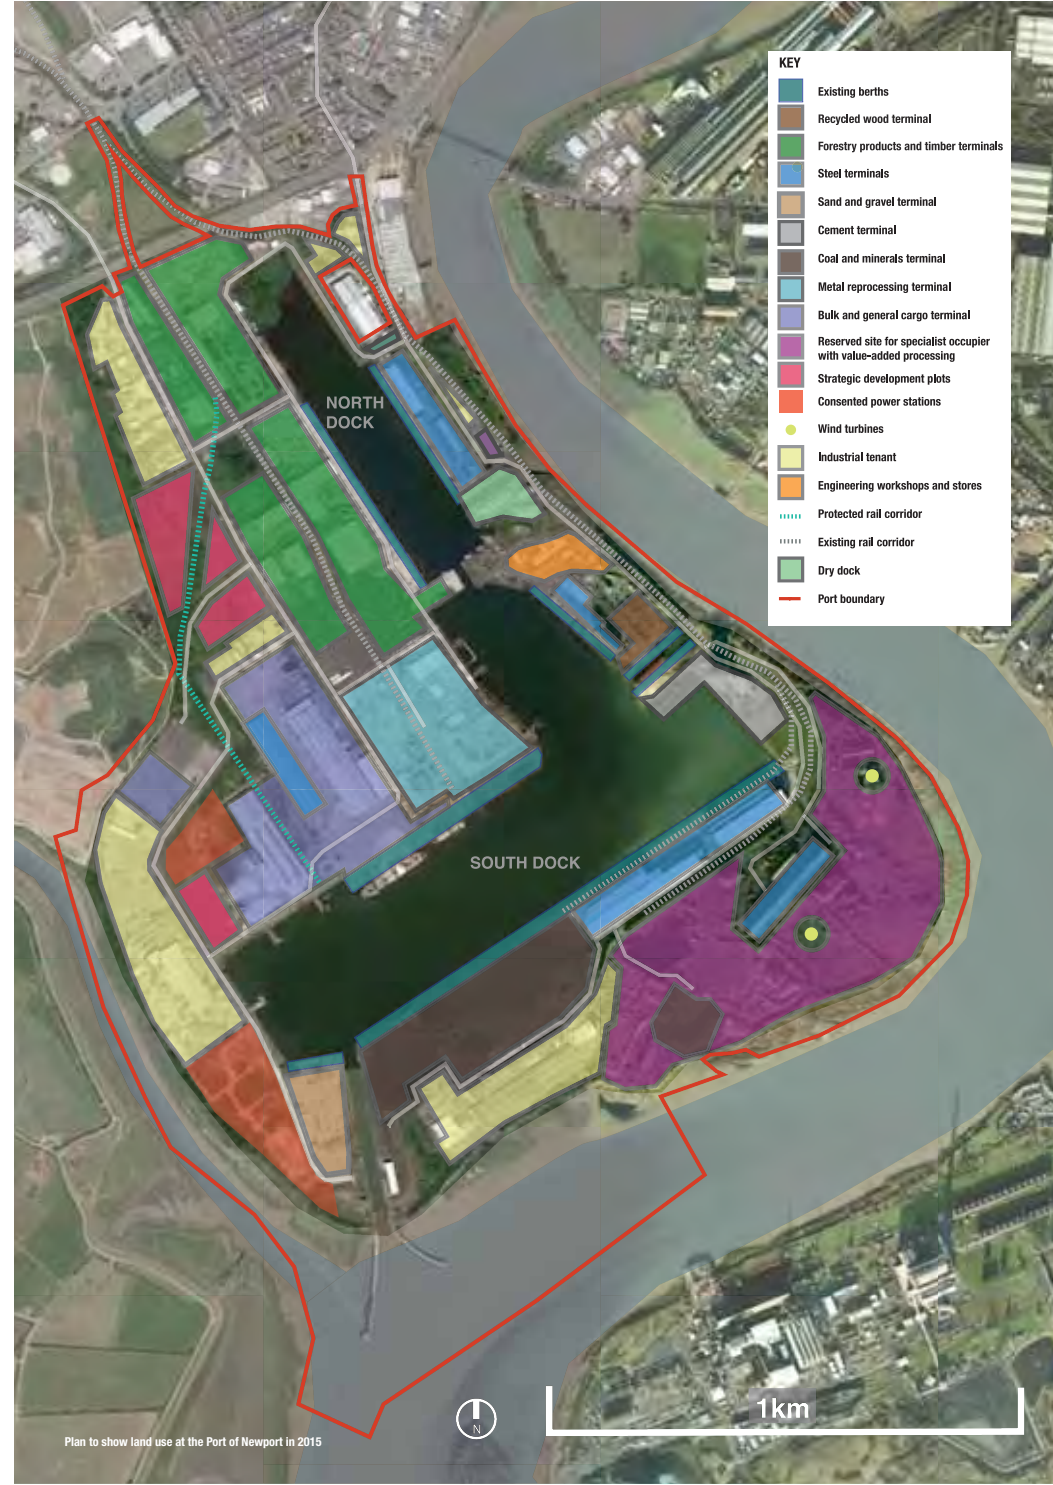 KEY
Existing berths
Recycled wood terminal
Forestry products and timber terminals
Steel terminals
Sand and gravel terminal
Cement terminal
Coal and minerals terminal
Metal reprocessing terminal
Bulk and general cargo terminal
Reserved site for specialist occupier
with value-added processing
Strategic development plots
Consented power stations
Wind turbines
Industrial tenant
Engineering workshops and stores
Protected rail corridor
Existing rail corridor
Dry dock
Port boundary
NORTH
DOCK
SOUTH DOCK
1km
N
Plan to show land use at the Port of Newport in 2015